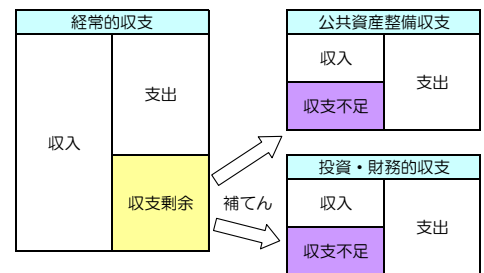 経常的収支
収入
支出
収支剰余
補てん
公共資産整備収支
収入
収支不足
支出
投資・財務的収支
収入
収支不足
支出